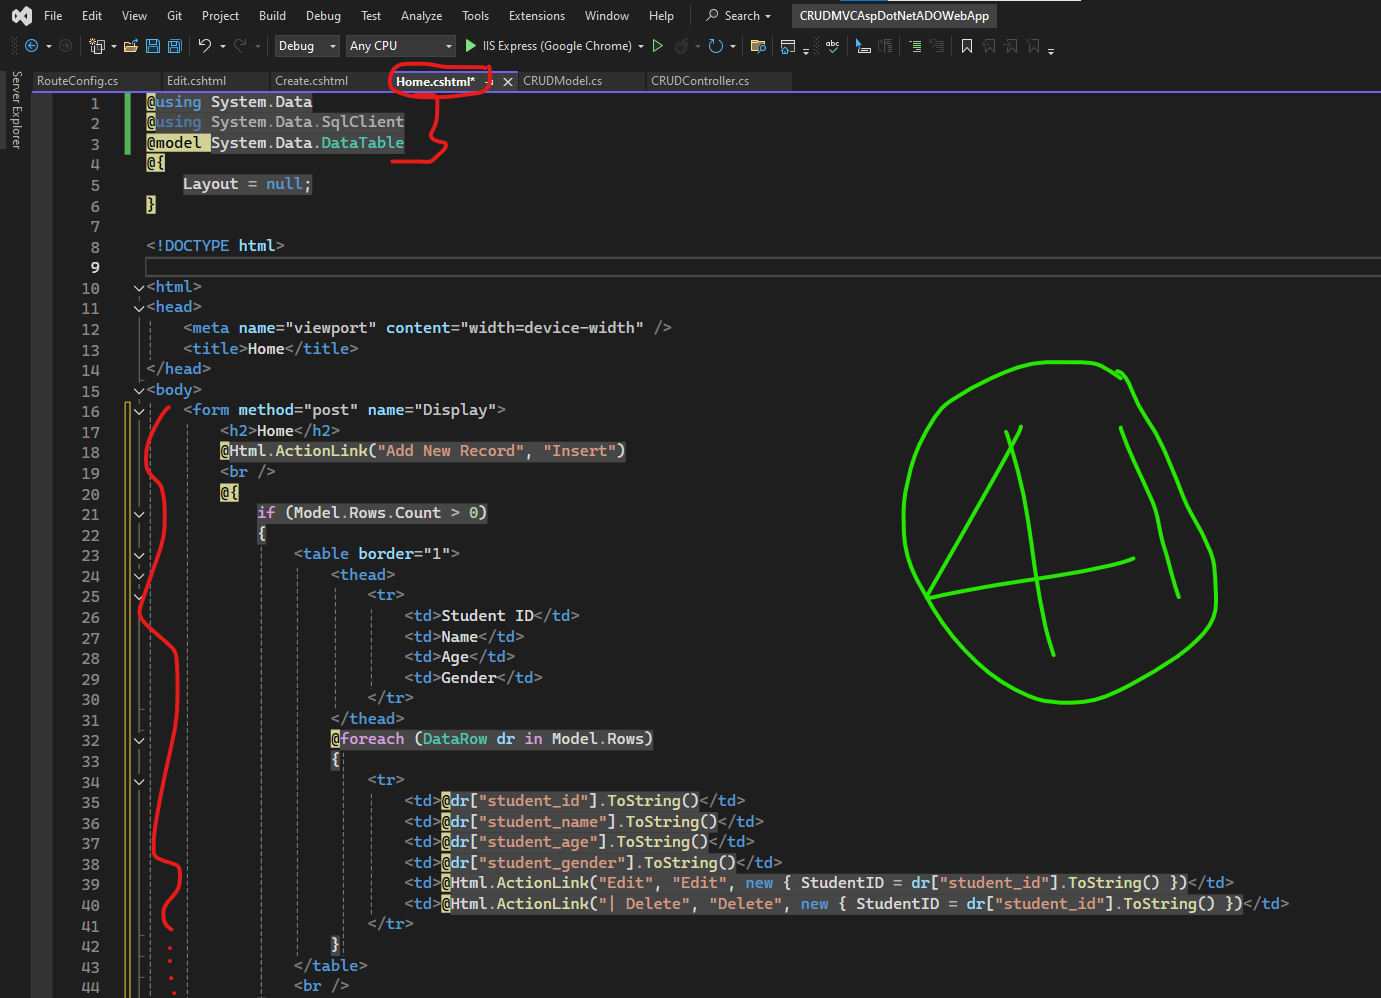 File Edit View Git Project Build Debug Test Analyze Tools Extensions Window Help Search CRUDMVCAspDotNetADOWebApp
Debug Any CPU IIS Express (Google Chrome)
Server Explorer
RouteConfig.cs Edit.cshtml Create.cshtml Home.cshtml* CRUDModel.cs CRUDController.cs
1 @using System.Data
2 @using System.Data.SqlClient
3 @model System.Data.DataTable
4 @{
5 Layout = null;
6 }
7
8 <!DOCTYPE html>
9
10 <html>
11 <head>
12 <meta name="viewport" content="width=device-width" />
13 <title>Home</title>
14 </head>
15 <body>
16 <form method="post" name="Display">
17 <h2>Home</h2>
18 @Html.ActionLink("Add New Record", "Insert")
19 <br />
20 @{
21 if (Model.Rows.Count > 0)
22 {
23 <table border="1">
24 <thead>
25 <tr>
26 <td>Student ID</td>
27 <td>Name</td>
28 <td>Age</td>
29 <td>Gender</td>
30 </tr>
31 </thead>
32 @foreach (DataRow dr in Model.Rows)
33 {
34 <tr>
35 <td>@dr["student_id"].ToString()</td>
36 <td>@dr["student_name"].ToString()</td>
37 <td>@dr["student_age"].ToString()</td>
38 <td>@dr["student_gender"].ToString()</td>
39 <td>@Html.ActionLink("Edit", "Edit", new { StudentID = dr["student_id"].ToString() })</td>
40 <td>@Html.ActionLink("| Delete", "Delete", new { StudentID = dr["student_id"].ToString() })</td>
41 </tr>
42 }
43 </table>
44 <br />
41